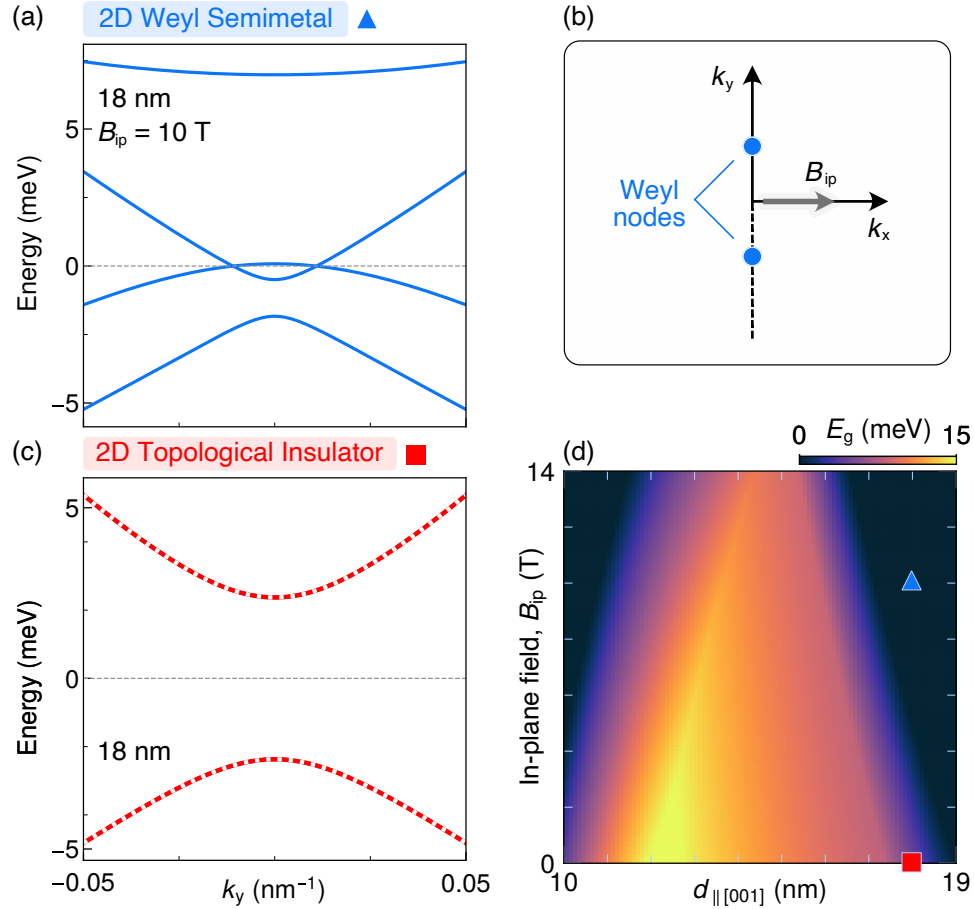 (a)
2D Weyl Semimetal
18 nm
B_ip = 10 T
5
0
−5
Energy (meV)
(b)
k_y
B_ip
Weyl
nodes
k_x
(c)
2D Topological Insulator
5
0
−5
Energy (meV)
18 nm
−0.05
k_y (nm⁻¹)
0.05
(d)
0
E_g (meV)
15
14
In-plane field, B_ip (T)
0
10
d_∥[001] (nm)
19